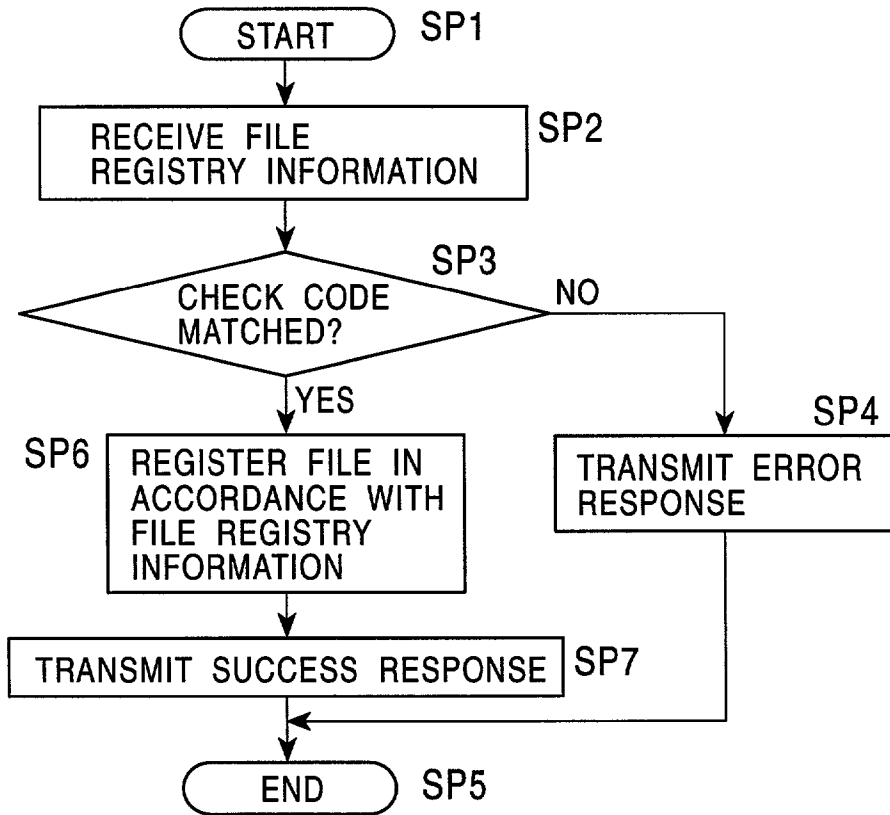 START
SP1
RECEIVE FILE
REGISTRY INFORMATION
SP2
SP3
CHECK CODE
MATCHED?
NO
YES
SP4
TRANSMIT ERROR
RESPONSE
SP6
REGISTER FILE IN
ACCORDANCE WITH
FILE REGISTRY
INFORMATION
TRANSMIT SUCCESS RESPONSE
SP7
END
SP5